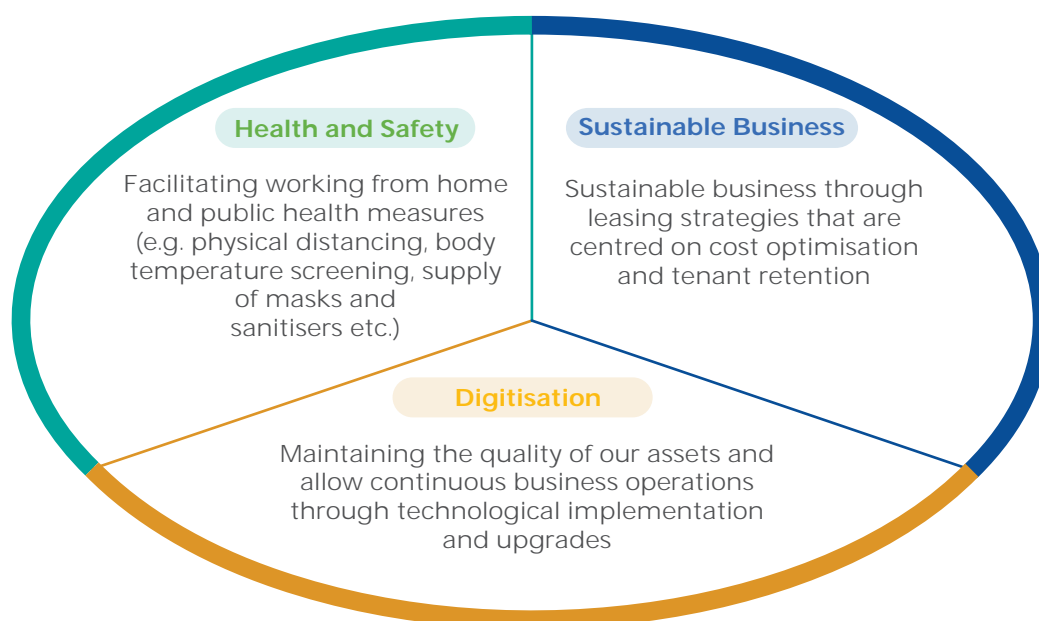 Health and Safety
Facilitating working from home
and public health measures
(e.g. physical distancing, body
temperature screening, supply
of masks and
sanitisers etc.)
Sustainable Business
Sustainable business through
leasing strategies that are
centred on cost optimisation
and tenant retention
Digitisation
Maintaining the quality of our assets and
allow continuous business operations
through technological implementation
and upgrades